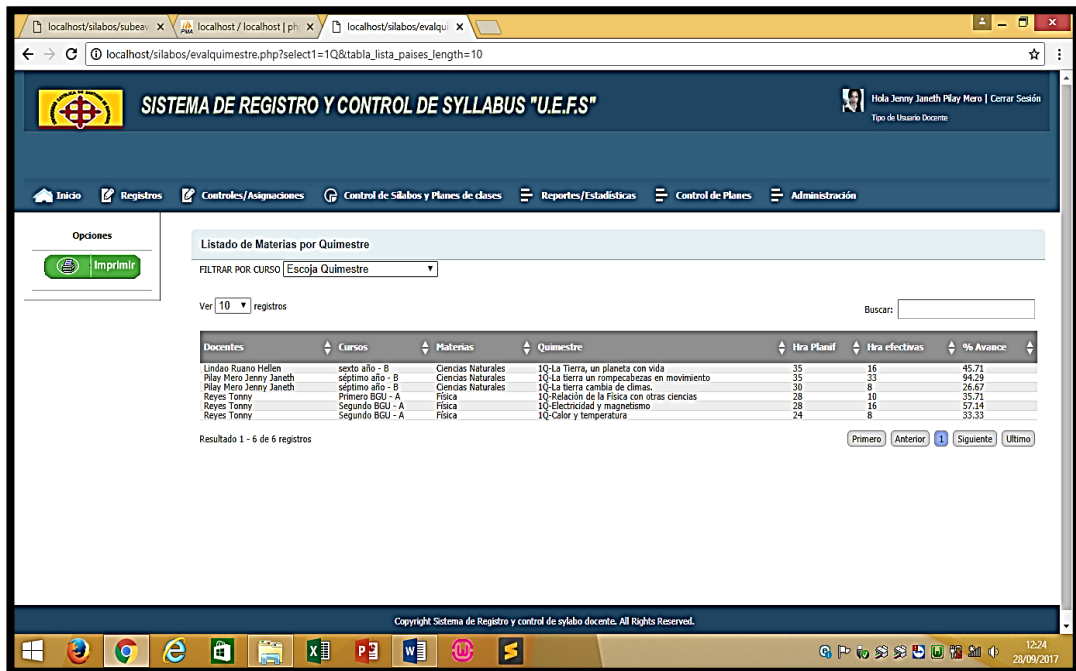 localhost/silabos/subeav
localhost / localhost | ph
localhost/silabos/evalqui
localhost/silabos/evalquimestre.php?select1=1Q&tabla_lista_paises_length=10
SISTEMA DE REGISTRO Y CONTROL DE SYLLABUS "U.E.F.S"
Hola Jenny Janeth Pilay Mero | Cerrar Sesión
Tipo de Usuario Docente
Inicio Registros Controles/Asignaciones Control de Silabos y Planes de clases Reportes/Estadísticas Control de Planes Administración
Opciones
Imprimir
Listado de Materias por Quimestre
FILTRAR POR CURSO Escoja Quimestre
Ver 10 registros
Buscar:
Docentes Cursos Materias Quimestre Hra Planif Hra efectivas % Avance
Lindao Ruano Hellen sexto año - B Ciencias Naturales 1Q-La Tierra, un planeta con vida 35 16 45.71
Pilay Mero Jenny Janeth séptimo año - B Ciencias Naturales 1Q-La tierra un rompecabezas en movimiento 35 33 94.29
Pilay Mero Jenny Janeth séptimo año - B Ciencias Naturales 1Q-La tierra cambia de climas. 30 8 26.67
Reyes Tonny Primero BGU - A Física 1Q-Relación de la Física con otras ciencias 28 10 35.71
Reyes Tonny Segundo BGU - A Física 1Q-Electricidad y magnetismo 28 16 57.14
Reyes Tonny Segundo BGU - A Física 1Q-Calor y temperatura 24 8 33.33
Resultado 1 - 6 de 6 registros
Primero Anterior 1 Siguiente Ultimo
Copyright Sistema de Registro y control de sylabo docente. All Rights Reserved.
12:24
28/09/2017